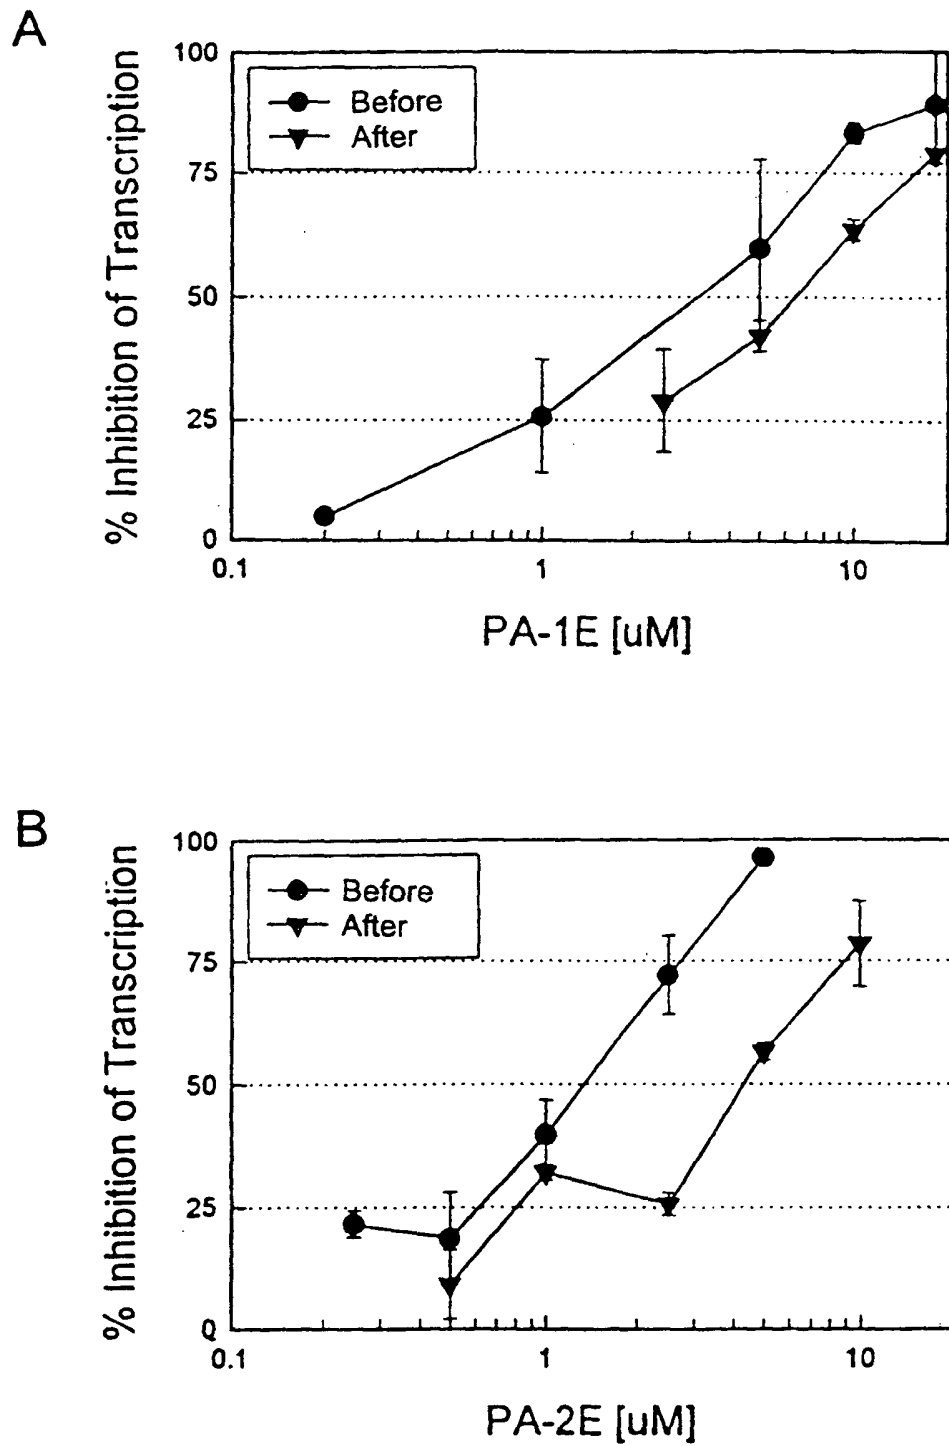 A
% Inhibition of Transcription
100
75
50
25
0
Before
After
0.1
1
10
PA-1E [uM]
B
% Inhibition of Transcription
100
75
50
25
0
Before
After
0.1
1
10
PA-2E [uM]